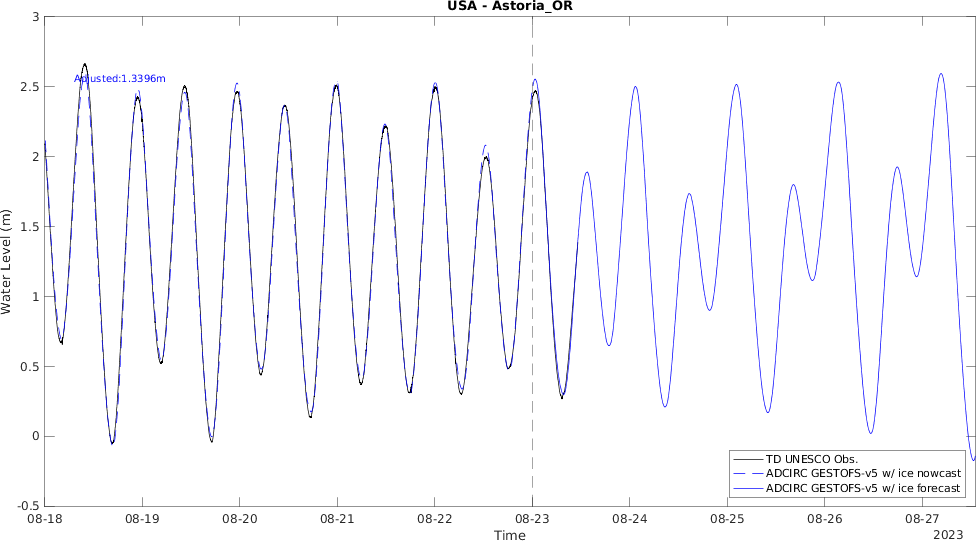 USA - Astoria_OR
3
2.5
2
1.5
1
0.5
0
-0.5
Water Level (m)
Adjusted:1.3396m
TD UNESCO Obs.
ADCIRC GESTOFS-v5 w/ ice nowcast
ADCIRC GESTOFS-v5 w/ ice forecast
08-18 08-19 08-20 08-21 08-22 08-23 08-24 08-25 08-26 08-27
Time
2023